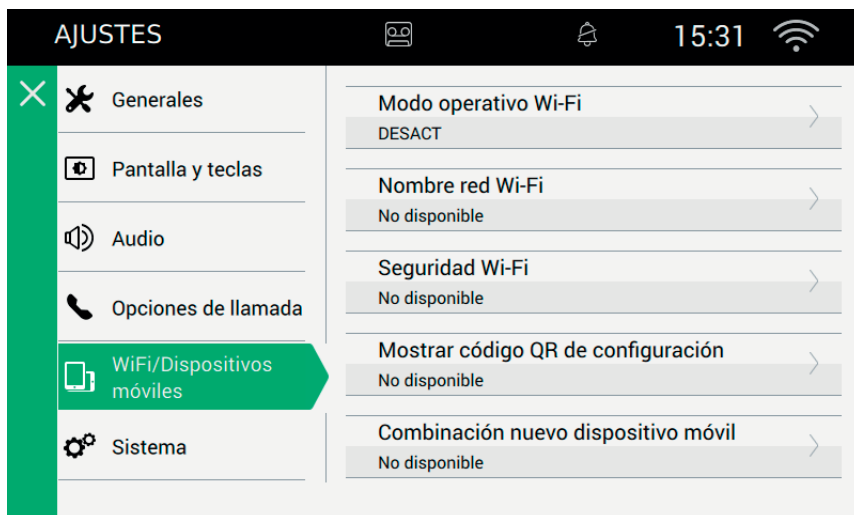 AJUSTES
15:31
Generales
Pantalla y teclas
Audio
Opciones de llamada
WiFi/Dispositivos
móviles
Sistema
Modo operativo Wi-Fi
DESACT
Nombre red Wi-Fi
No disponible
Seguridad Wi-Fi
No disponible
Mostrar código QR de configuración
No disponible
Combinación nuevo dispositivo móvil
No disponible